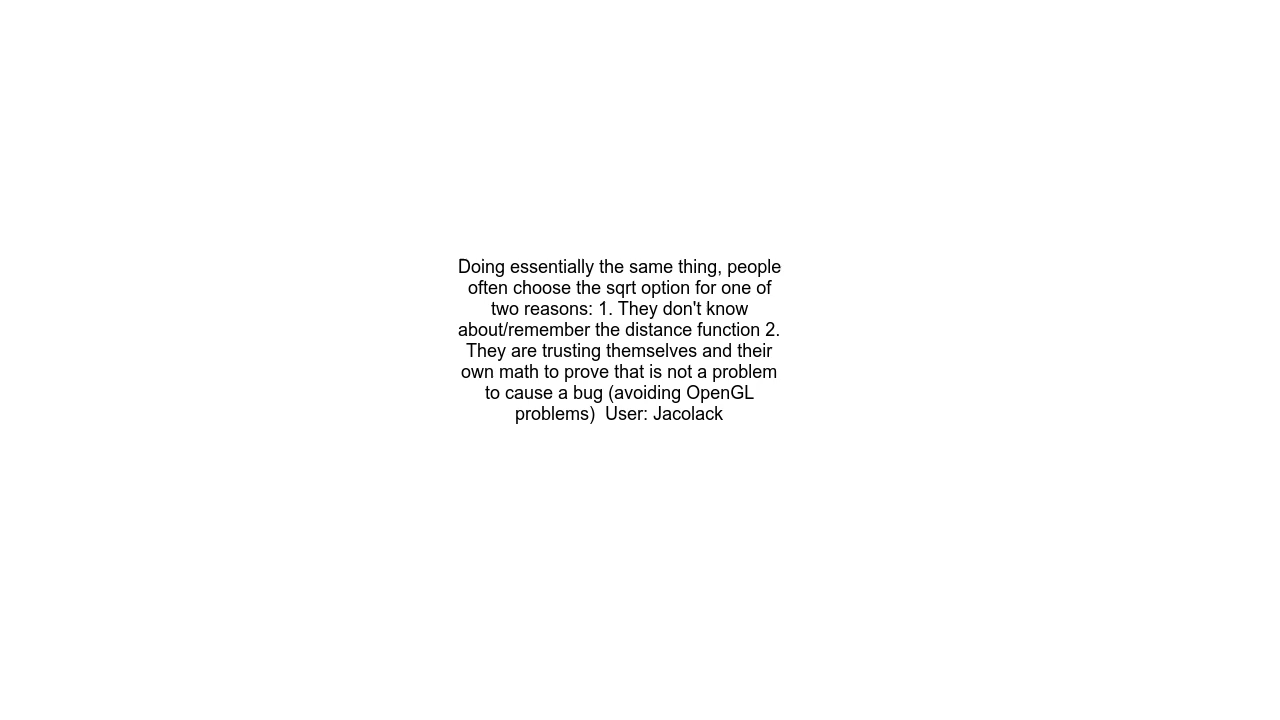 Doing essentially the same thing, people
often choose the sqrt option for one of
two reasons: 1. They don't know
about/remember the distance function 2.
They are trusting themselves and their
own math to prove that is not a problem
to cause a bug (avoiding OpenGL
problems)  User: Jacolack